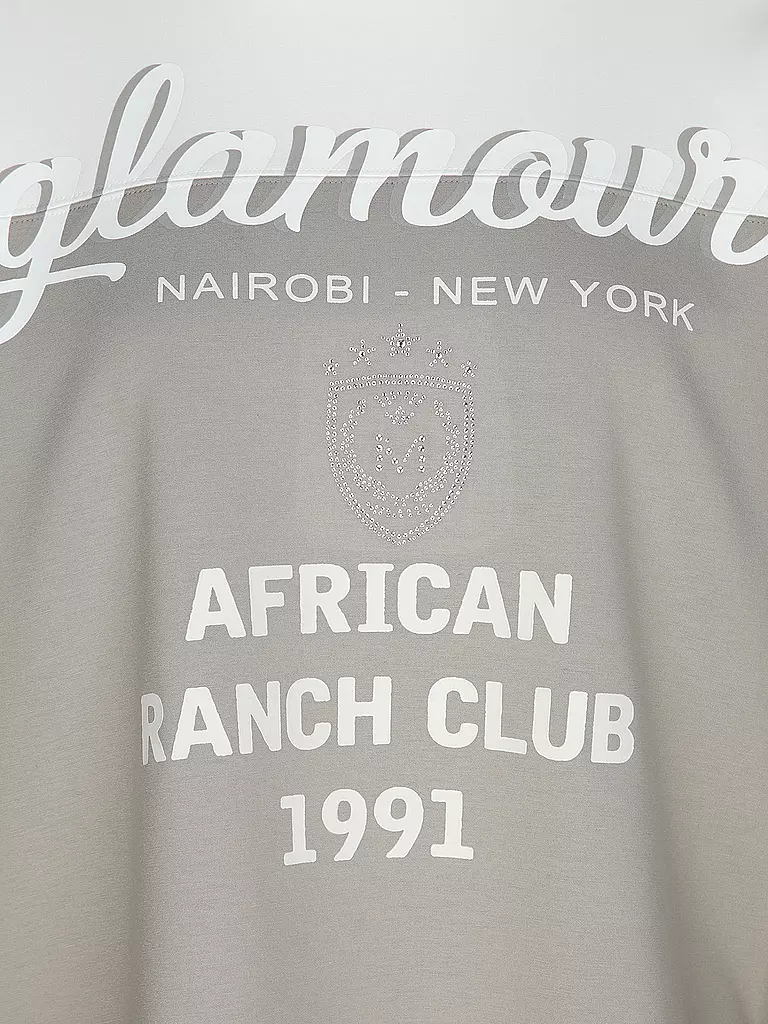 glamour
NAIROBI - NEW YORK
M
AFRICAN
RANCH CLUB
1991